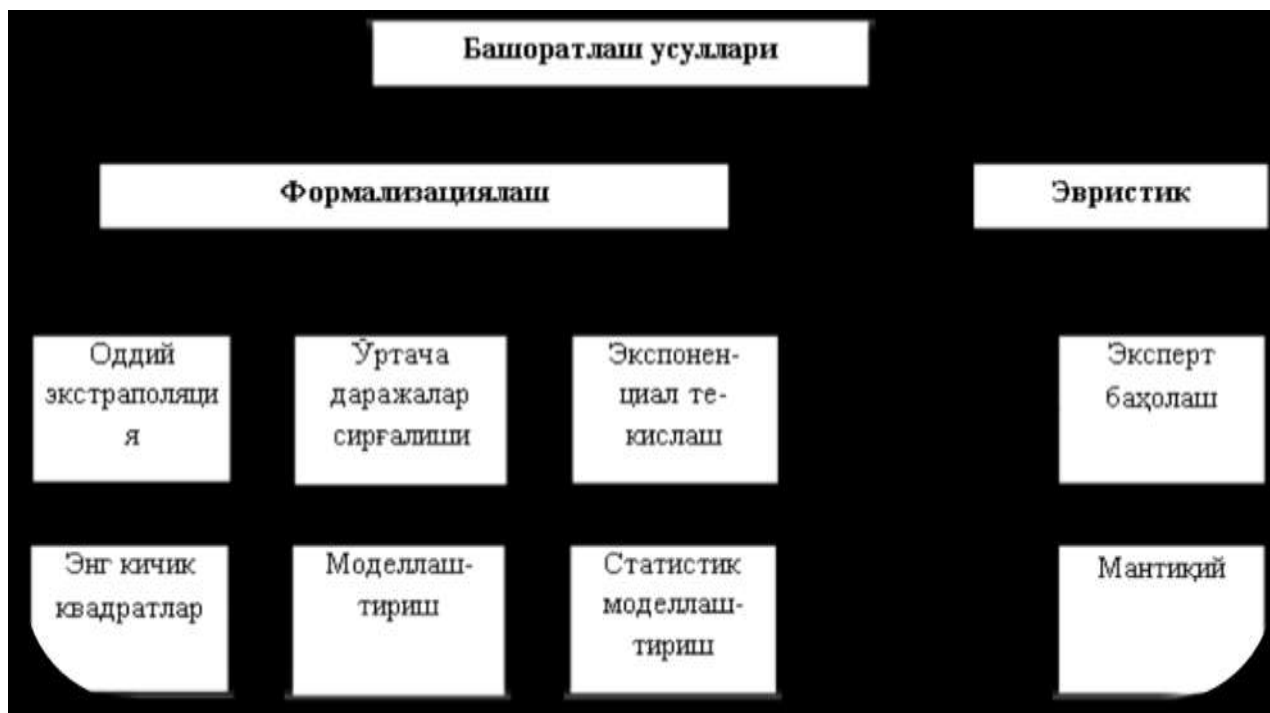 Башоратлаш усуллари
Формализациялаш
Эвристик
Оддий
экстраполяци
я
Ўртача
даражалар
сирғалиши
Экспонен-
циал те-
кислаш
Эксперт
баҳолаш
Энг кичик
квадратлар
Моделлаш-
тириш
Статистик
моделлаш-
тириш
Мантиқий